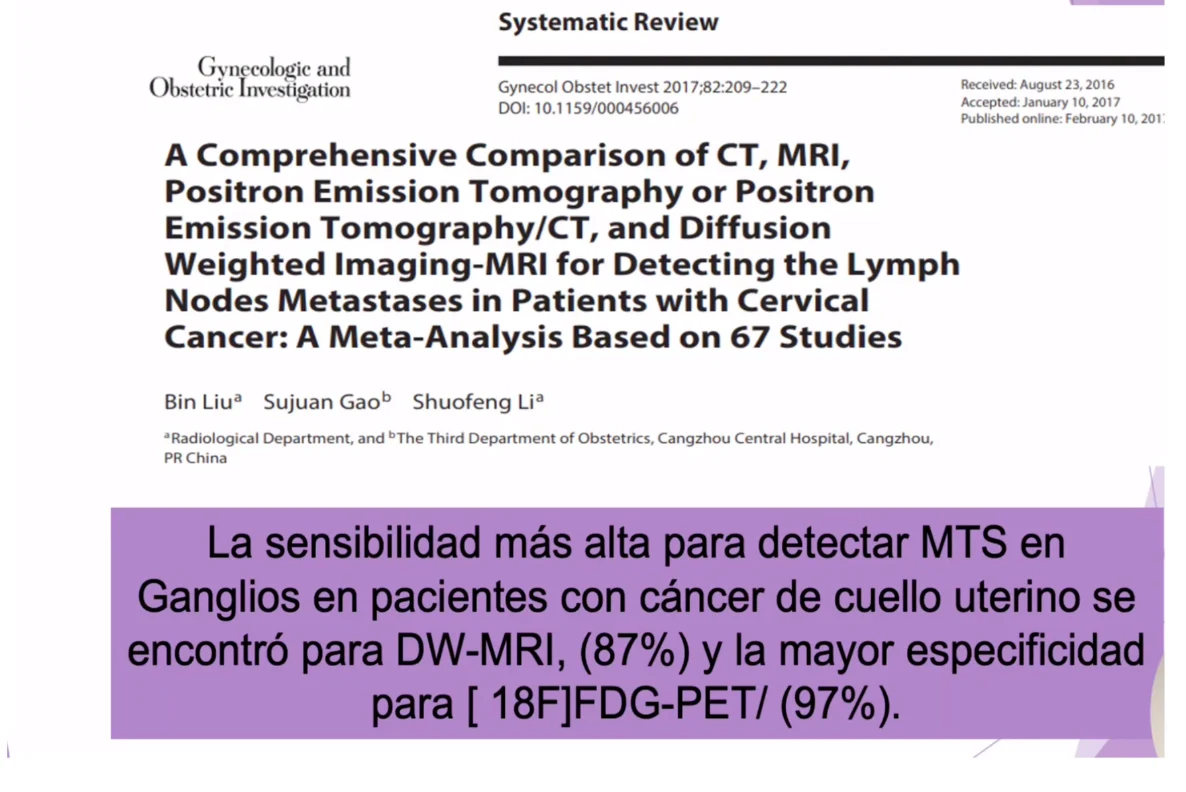 Systematic Review
Gynecologic and
Obstetric Investigation
Gynecol Obstet Invest 2017;82:209–222
DOI: 10.1159/000456006
Received: August 23, 2016
Accepted: January 10, 2017
Published online: February 10, 201
A Comprehensive Comparison of CT, MRI,
Positron Emission Tomography or Positron
Emission Tomography/CT, and Diffusion
Weighted Imaging-MRI for Detecting the Lymph
Nodes Metastases in Patients with Cervical
Cancer: A Meta-Analysis Based on 67 Studies
Bin Liuᵃ Sujuan Gaoᵇ Shuofeng Liᵃ
ᵃRadiological Department, and ᵇThe Third Department of Obstetrics, Cangzhou Central Hospital, Cangzhou,
PR China
La sensibilidad más alta para detectar MTS en
Ganglios en pacientes con cáncer de cuello uterino se
encontró para DW-MRI, (87%) y la mayor especificidad
para [ 18F]FDG-PET/ (97%).